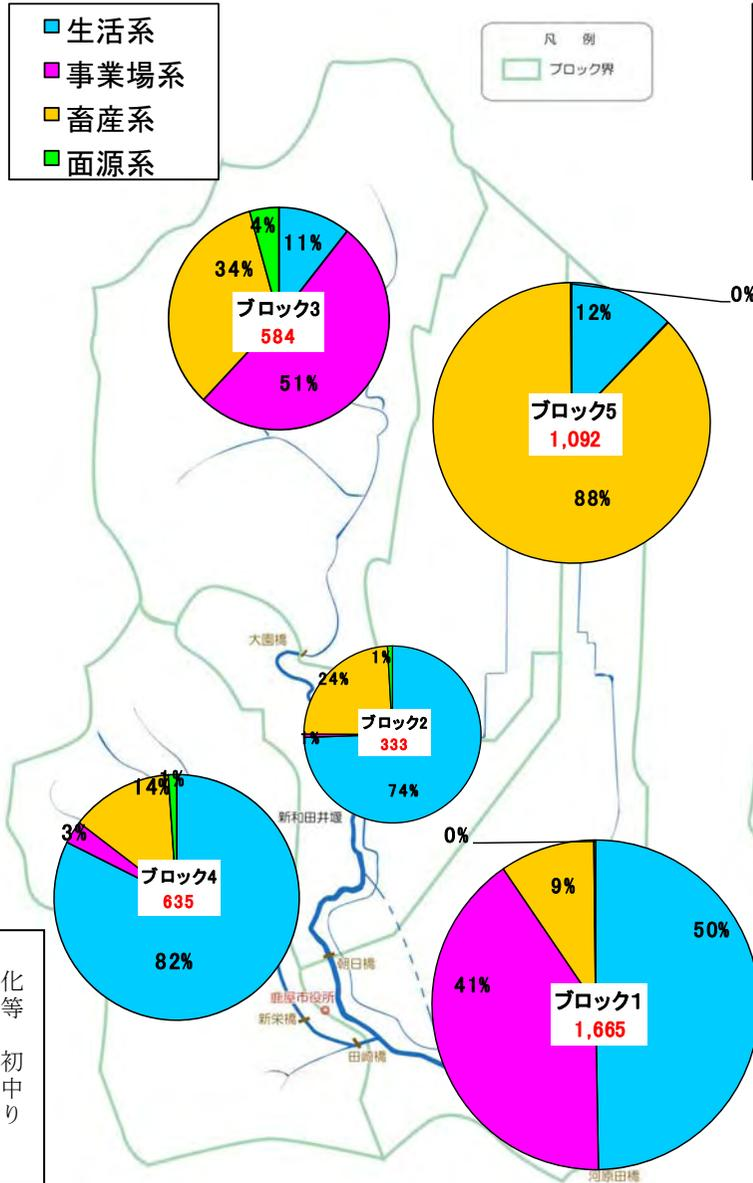 生活系
事業場系
畜産系
面源系
凡 例
ブロック界
4%
11%
34%
ブロック3
584
51%
0%
12%
ブロック5
1,092
88%
大園橋
1%
24%
ブロック2
333
1%
74%
新和田井堰
1%
14%
3%
ブロック4
635
82%
0%
9%
50%
41%
ブロック1
1,665
朝日橋
鹿屋市役所
新栄橋
田崎橋
河原田橋
化等 初中り